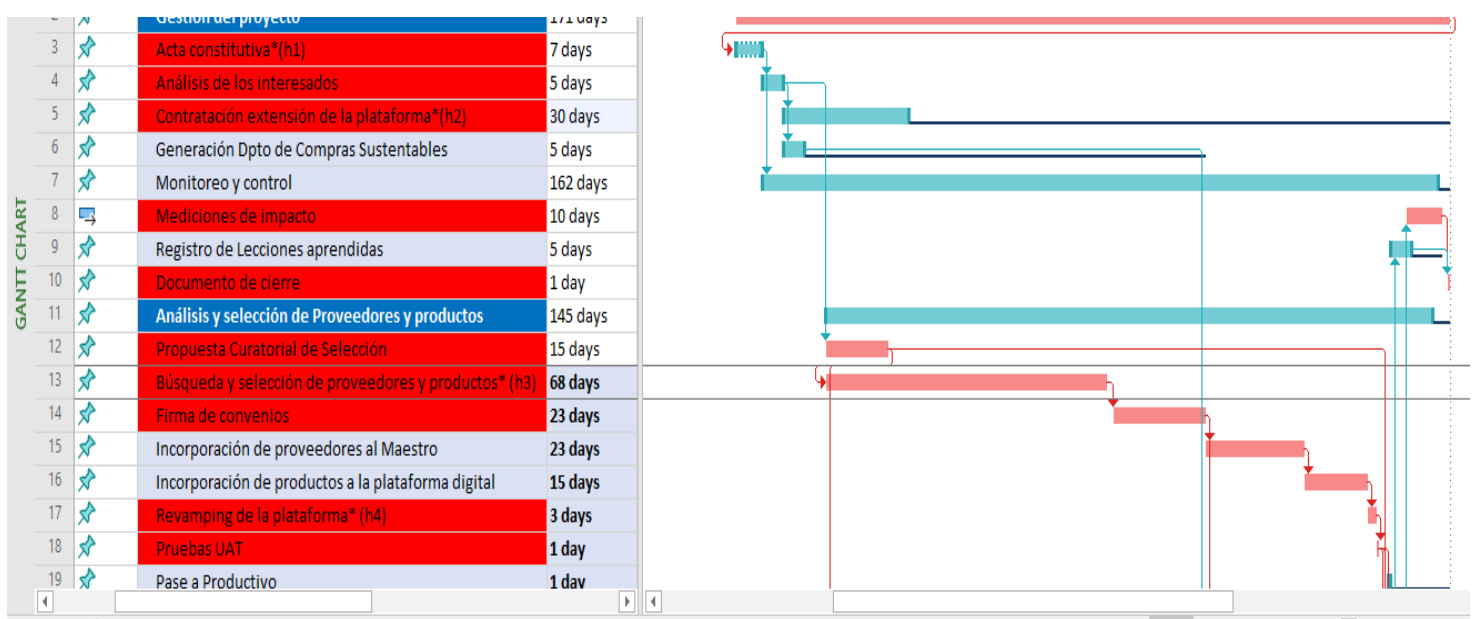 GANTT CHART
2 Gestión del proyecto 171 days
3 Acta constitutiva*(h1) 7 days
4 Análisis de los interesados 5 days
5 Contratación extensión de la plataforma*(h2) 30 days
6 Generación Dpto de Compras Sustentables 5 days
7 Monitoreo y control 162 days
8 Mediciones de impacto 10 days
9 Registro de Lecciones aprendidas 5 days
10 Documento de cierre 1 day
11 Análisis y selección de Proveedores y productos 145 days
12 Propuesta Curatorial de Selección 15 days
13 Búsqueda y selección de proveedores y productos* (h3) 68 days
14 Firma de convenios 23 days
15 Incorporación de proveedores al Maestro 23 days
16 Incorporación de productos a la plataforma digital 15 days
17 Revamping de la plataforma* (h4) 3 days
18 Pruebas UAT 1 day
19 Pase a Productivo 1 day